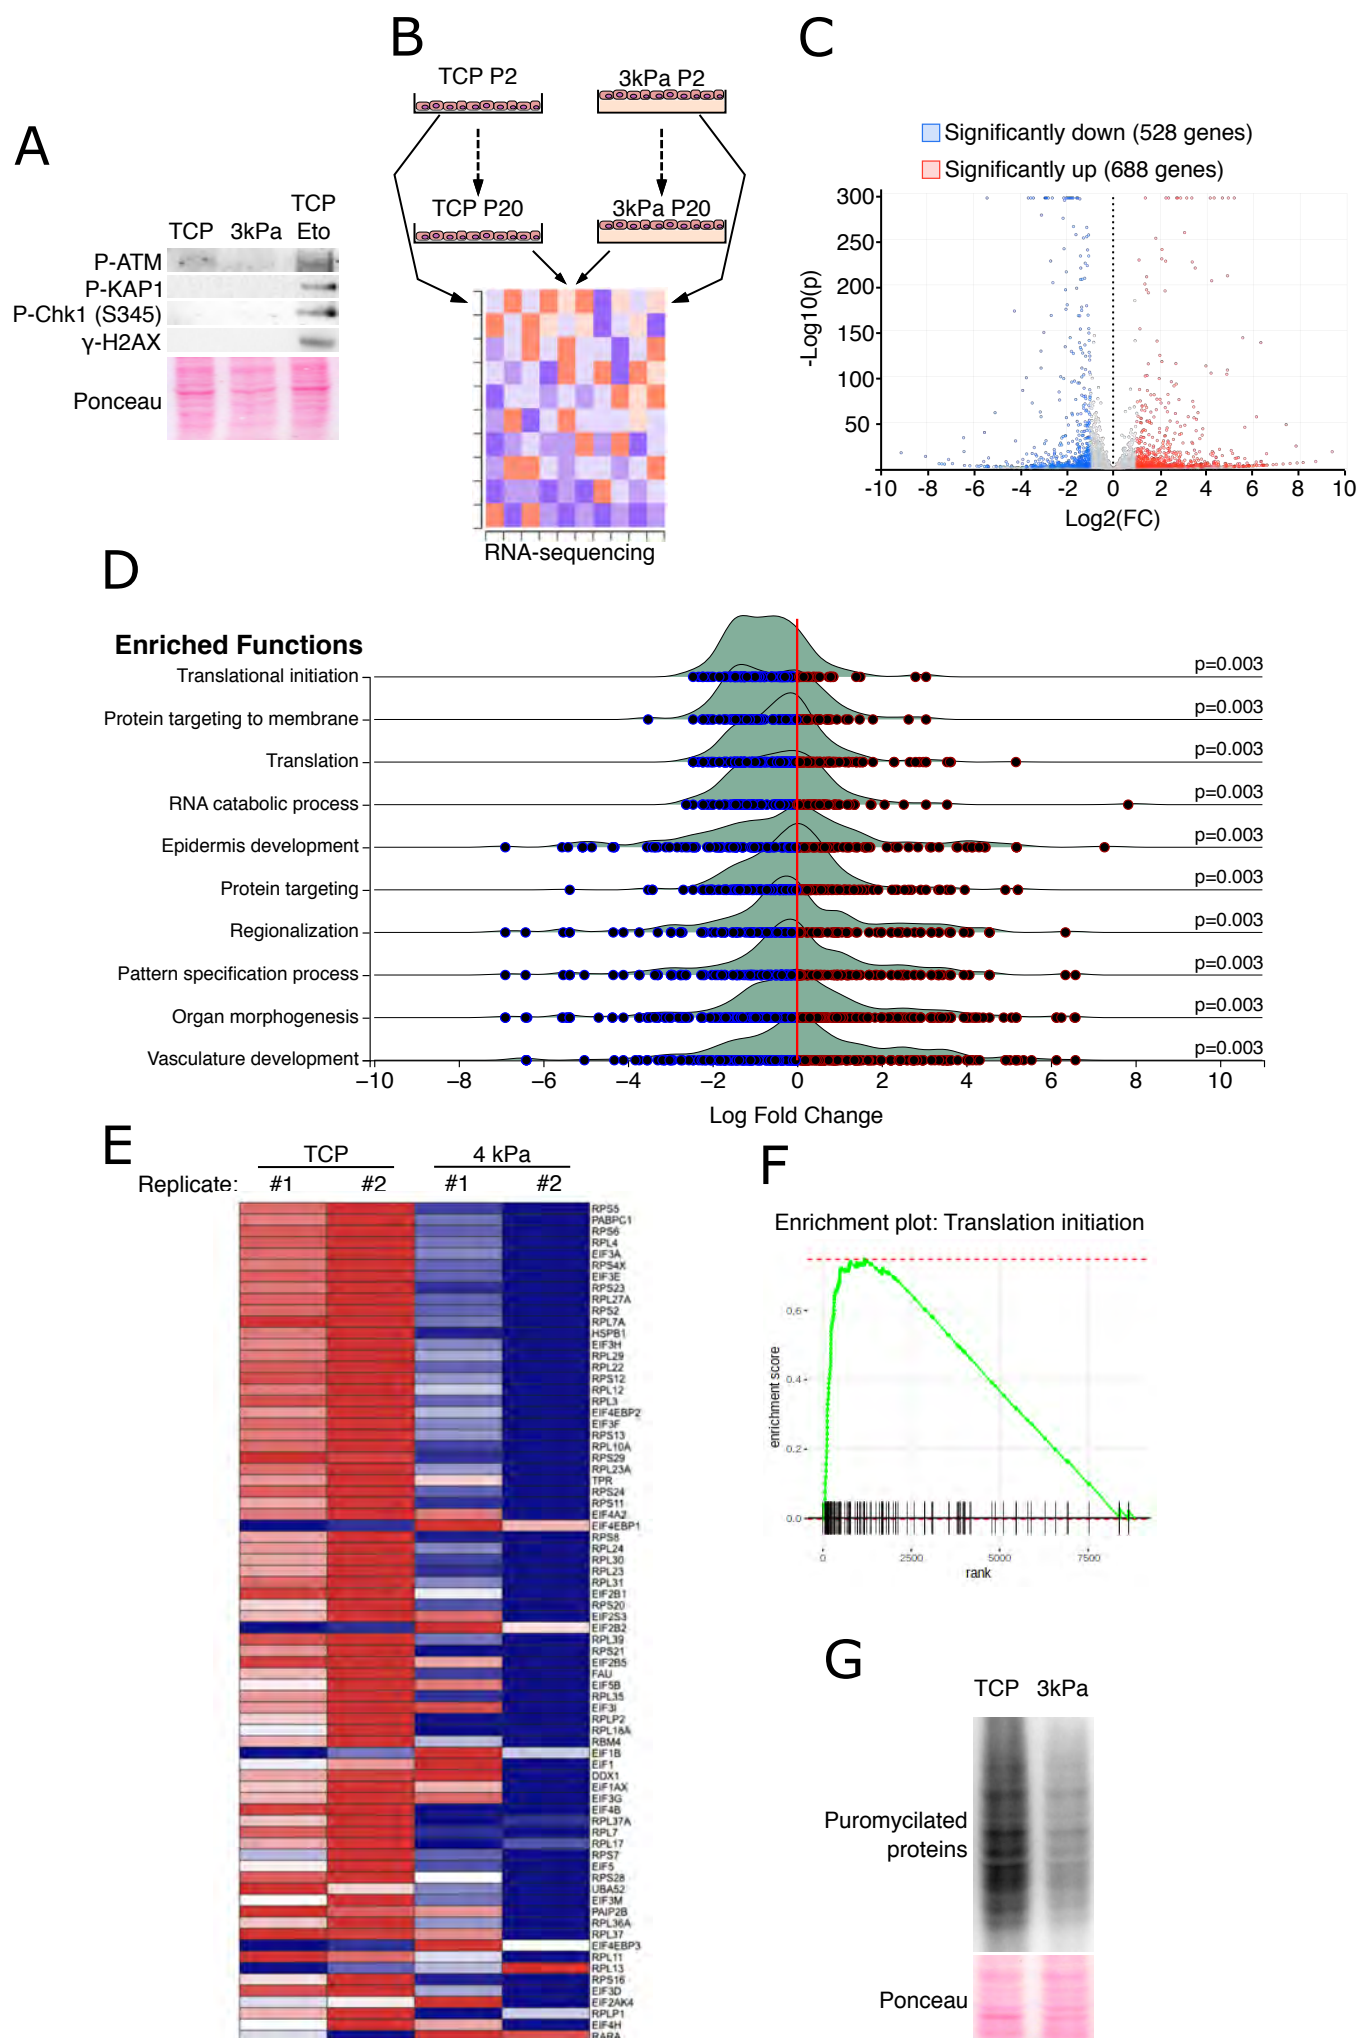 A
TCP
3kPa
TCP
Eto
P-ATM
P-KAP1
P-Chk1 (S345)
γ-H2AX
Ponceau
B
TCP P2
3kPa P2
TCP P20
3kPa P20
RNA-sequencing
C
Significantly down (528 genes)
Significantly up (688 genes)
-Log10(p)
300
250
200
150
100
50
-10 -8 -6 -4 -2 0 2 4 6 8 10
Log2(FC)
D
Enriched Functions
Translational initiation p=0.003
Protein targeting to membrane p=0.003
Translation p=0.003
RNA catabolic process p=0.003
Epidermis development p=0.003
Protein targeting p=0.003
Regionalization p=0.003
Pattern specification process p=0.003
Organ morphogenesis p=0.003
Vasculature development p=0.003
−10 −8 −6 −4 −2 0 2 4 6 8 10
Log Fold Change
E
TCP 4 kPa
Replicate: #1 #2 #1 #2
RPS5
PABPC1
RPS6
RPL4
EIF3A
RPS4X
EIF3E
RPS23
RPL27A
RPS2
RPL7A
HSPB1
EIF3H
RPL29
RPL22
RPS12
RPL12
RPL3
EIF4EBP2
EIF3F
RPS13
RPL10A
RPS29
RPL23A
TPR
RPS24
RPS11
EIF4A2
EIF4EBP1
RPS8
RPL24
RPL30
RPL23
RPL31
EIF2B1
RPS20
EIF2S3
EIF2B2
RPL39
RPS21
EIF2B5
FAU
EIF5B
RPL35
EIF3I
RPLP2
RPL18A
RBM4
EIF1B
EIF1
DDX1
EIF1AX
EIF3G
EIF4B
RPL37A
RPL7
RPL17
RPS7
EIF5
RPS28
UBA52
EIF3M
PAIP2B
RPL36A
RPL37
EIF4EBP3
RPL11
RPL13
RPS16
EIF3D
EIF2AK4
RPLP1
EIF4H
RARA
F
Enrichment plot: Translation initiation
enrichment score
0.6
0.4
0.2
0.0
0 2500 5000 7500
rank
G
TCP 3kPa
Puromycilated
proteins
Ponceau